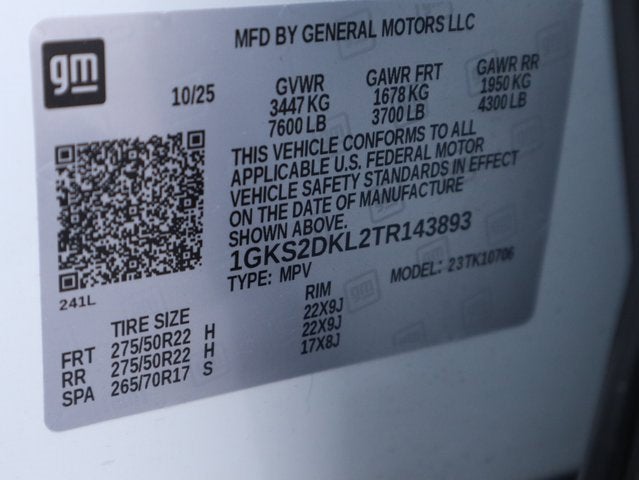 gm
MFD BY GENERAL MOTORS LLC
10/25 GVWR GAWR FRT GAWR RR
3447 KG 1678 KG 1950 KG
7600 LB 3700 LB 4300 LB
THIS VEHICLE CONFORMS TO ALL
APPLICABLE U.S. FEDERAL MOTOR
VEHICLE SAFETY STANDARDS IN EFFECT
ON THE DATE OF MANUFACTURE
SHOWN ABOVE.
1GKS2DKL2TR143893
TYPE: MPV MODEL: 23TK10706
241L
TIRE SIZE RIM
FRT 275/50R22 H 22X9J
RR 275/50R22 H 22X9J
SPA 265/70R17 S 17X8J